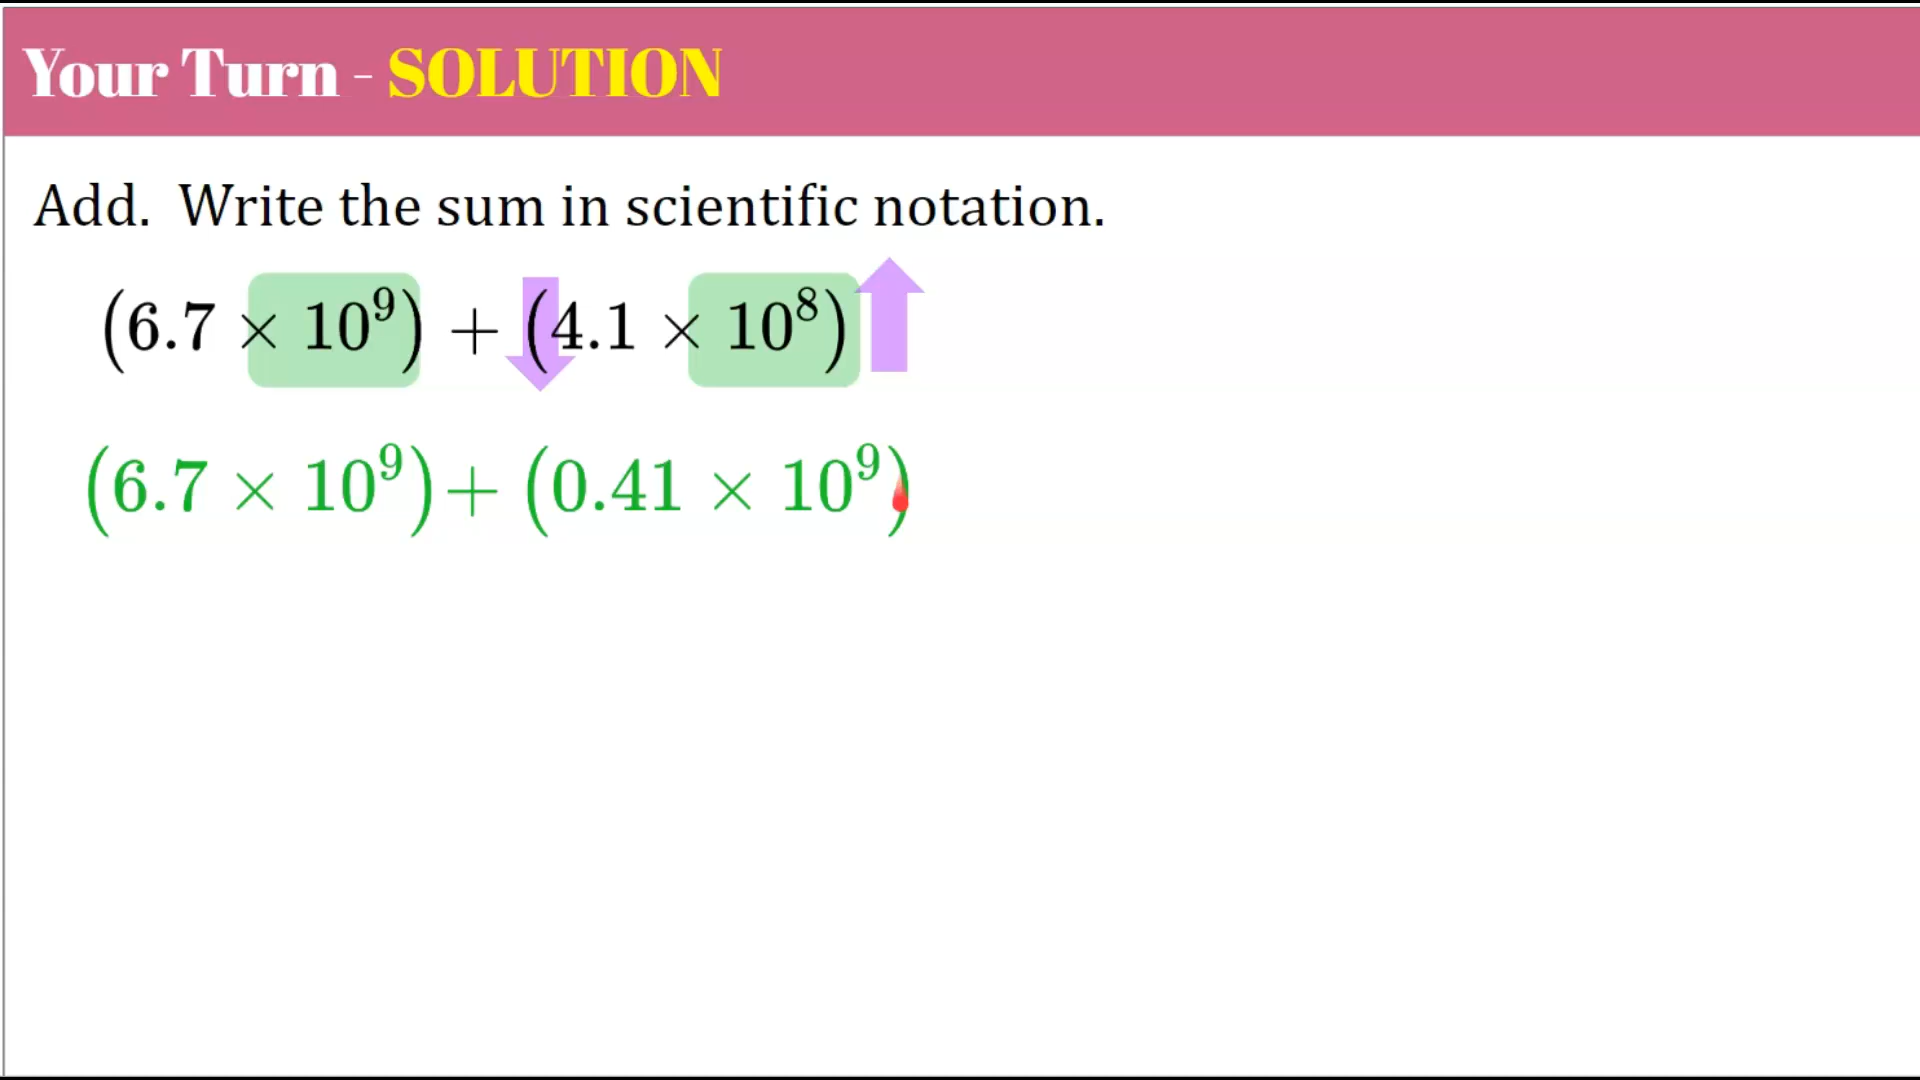 Your Turn - SOLUTION
Add. Write the sum in scientific notation.
(6.7 × 10⁹) + (4.1 × 10⁸)
(6.7 × 10⁹) + (0.41 × 10⁹)